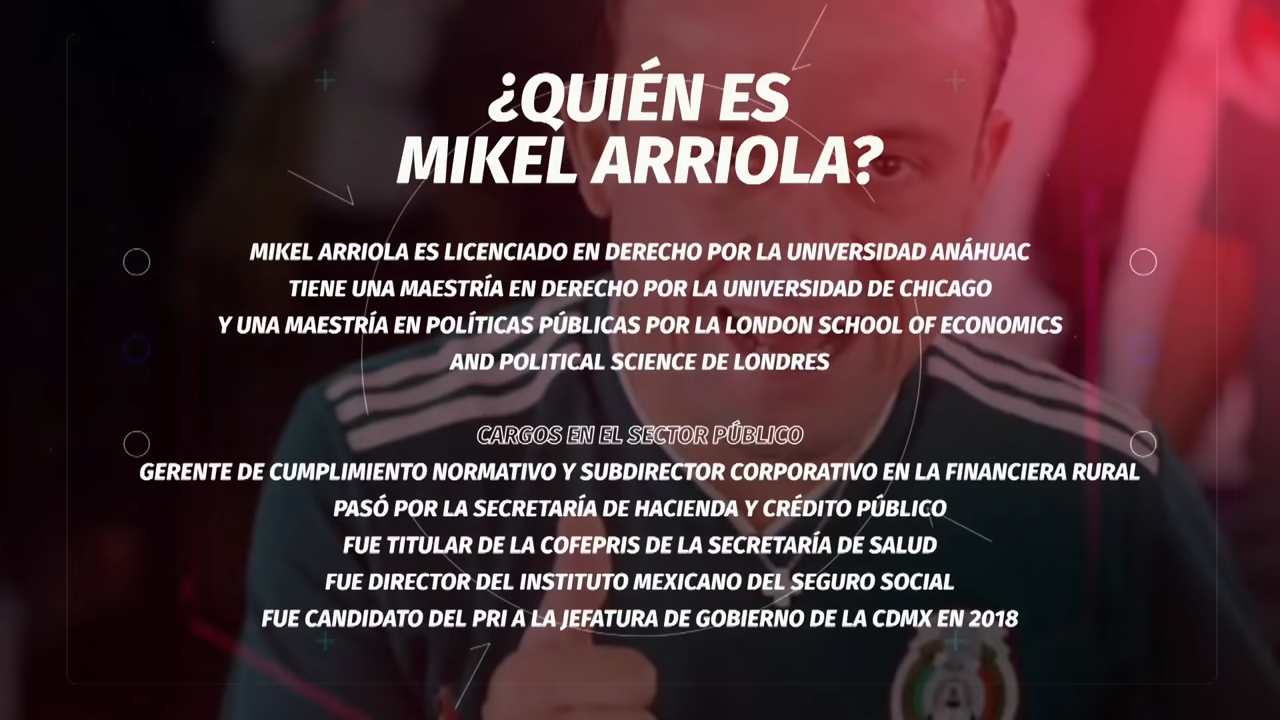 ¿QUIÉN ES
MIKEL ARRIOLA?
MIKEL ARRIOLA ES LICENCIADO EN DERECHO POR LA UNIVERSIDAD ANÁHUAC
TIENE UNA MAESTRÍA EN DERECHO POR LA UNIVERSIDAD DE CHICAGO
Y UNA MAESTRÍA EN POLÍTICAS PÚBLICAS POR LA LONDON SCHOOL OF ECONOMICS
AND POLITICAL SCIENCE DE LONDRES
CARGOS EN EL SECTOR PÚBLICO
GERENTE DE CUMPLIMIENTO NORMATIVO Y SUBDIRECTOR CORPORATIVO EN LA FINANCIERA RURAL
PASÓ POR LA SECRETARÍA DE HACIENDA Y CRÉDITO PÚBLICO
FUE TITULAR DE LA COFEPRIS DE LA SECRETARÍA DE SALUD
FUE DIRECTOR DEL INSTITUTO MEXICANO DEL SEGURO SOCIAL
FUE CANDIDATO DEL PRI A LA JEFATURA DE GOBIERNO DE LA CDMX EN 2018